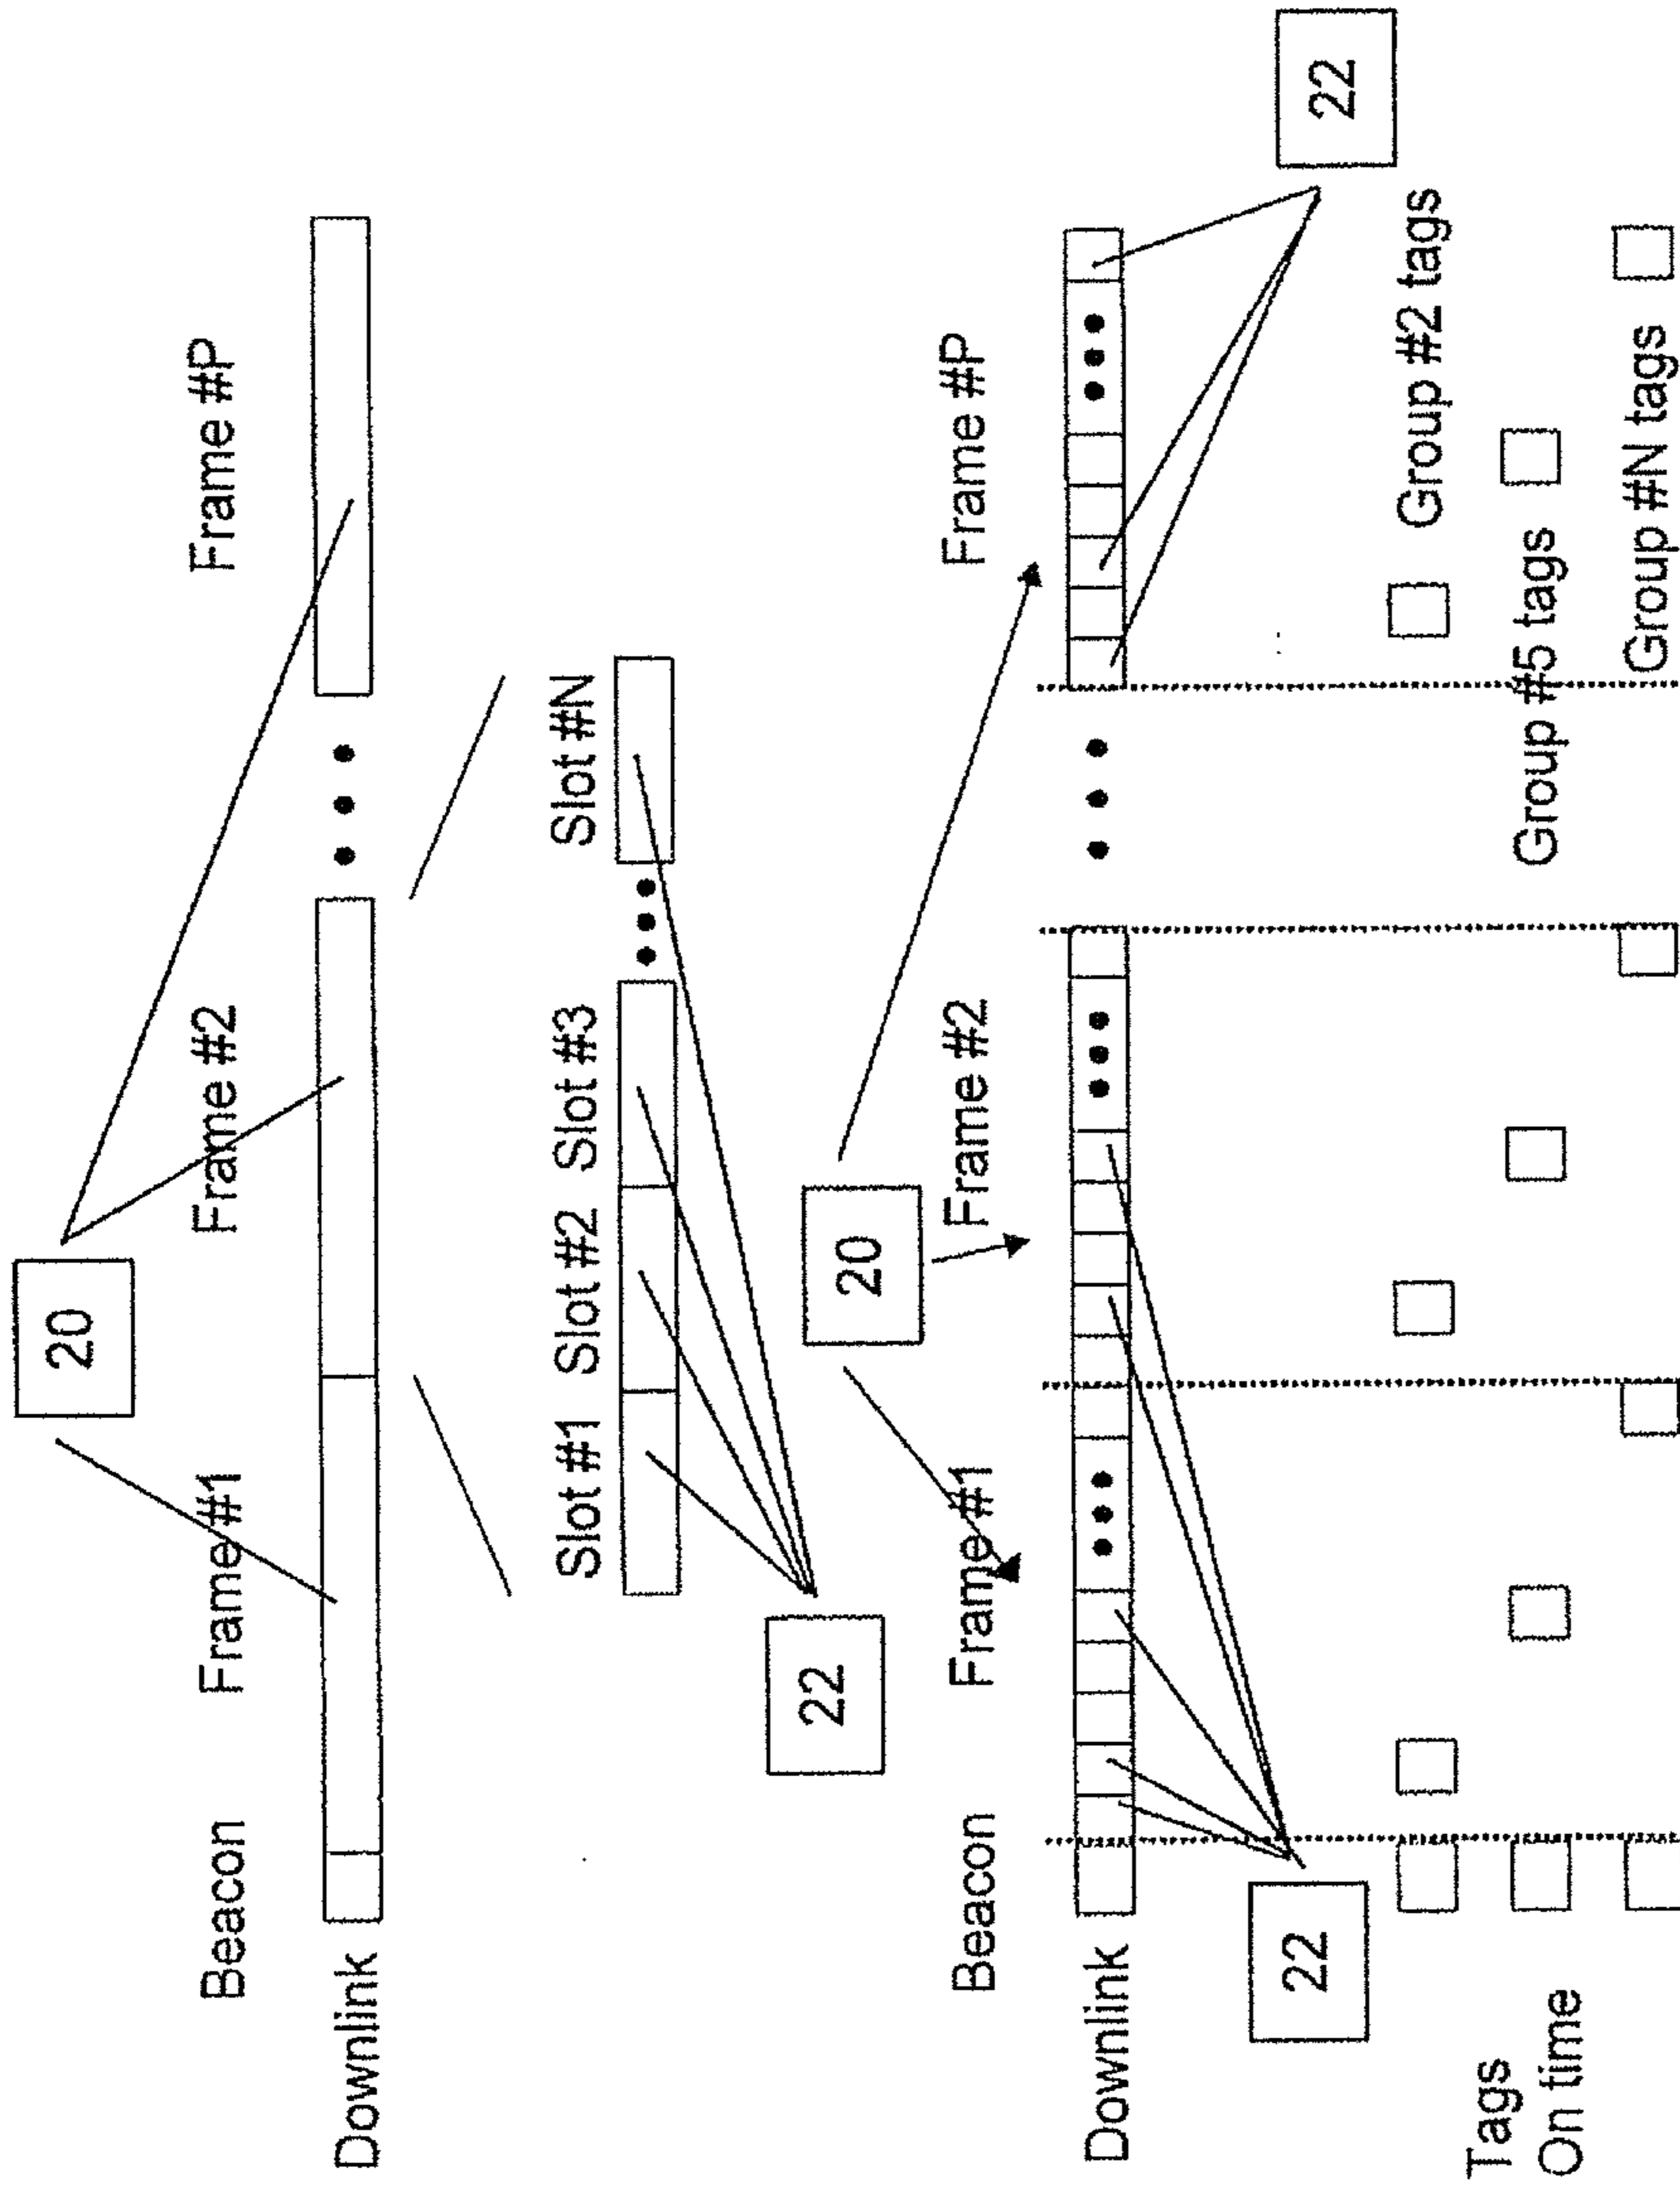 20
Beacon Frame #1 Frame #2 Frame #P
Downlink
Slot #1 Slot #2 Slot #3 Slot #N
22
20
Beacon Frame #1 Frame #2 Frame #P
Downlink
22
22
Tags
On time
Group #2 tags
Group #5 tags
Group #N tags